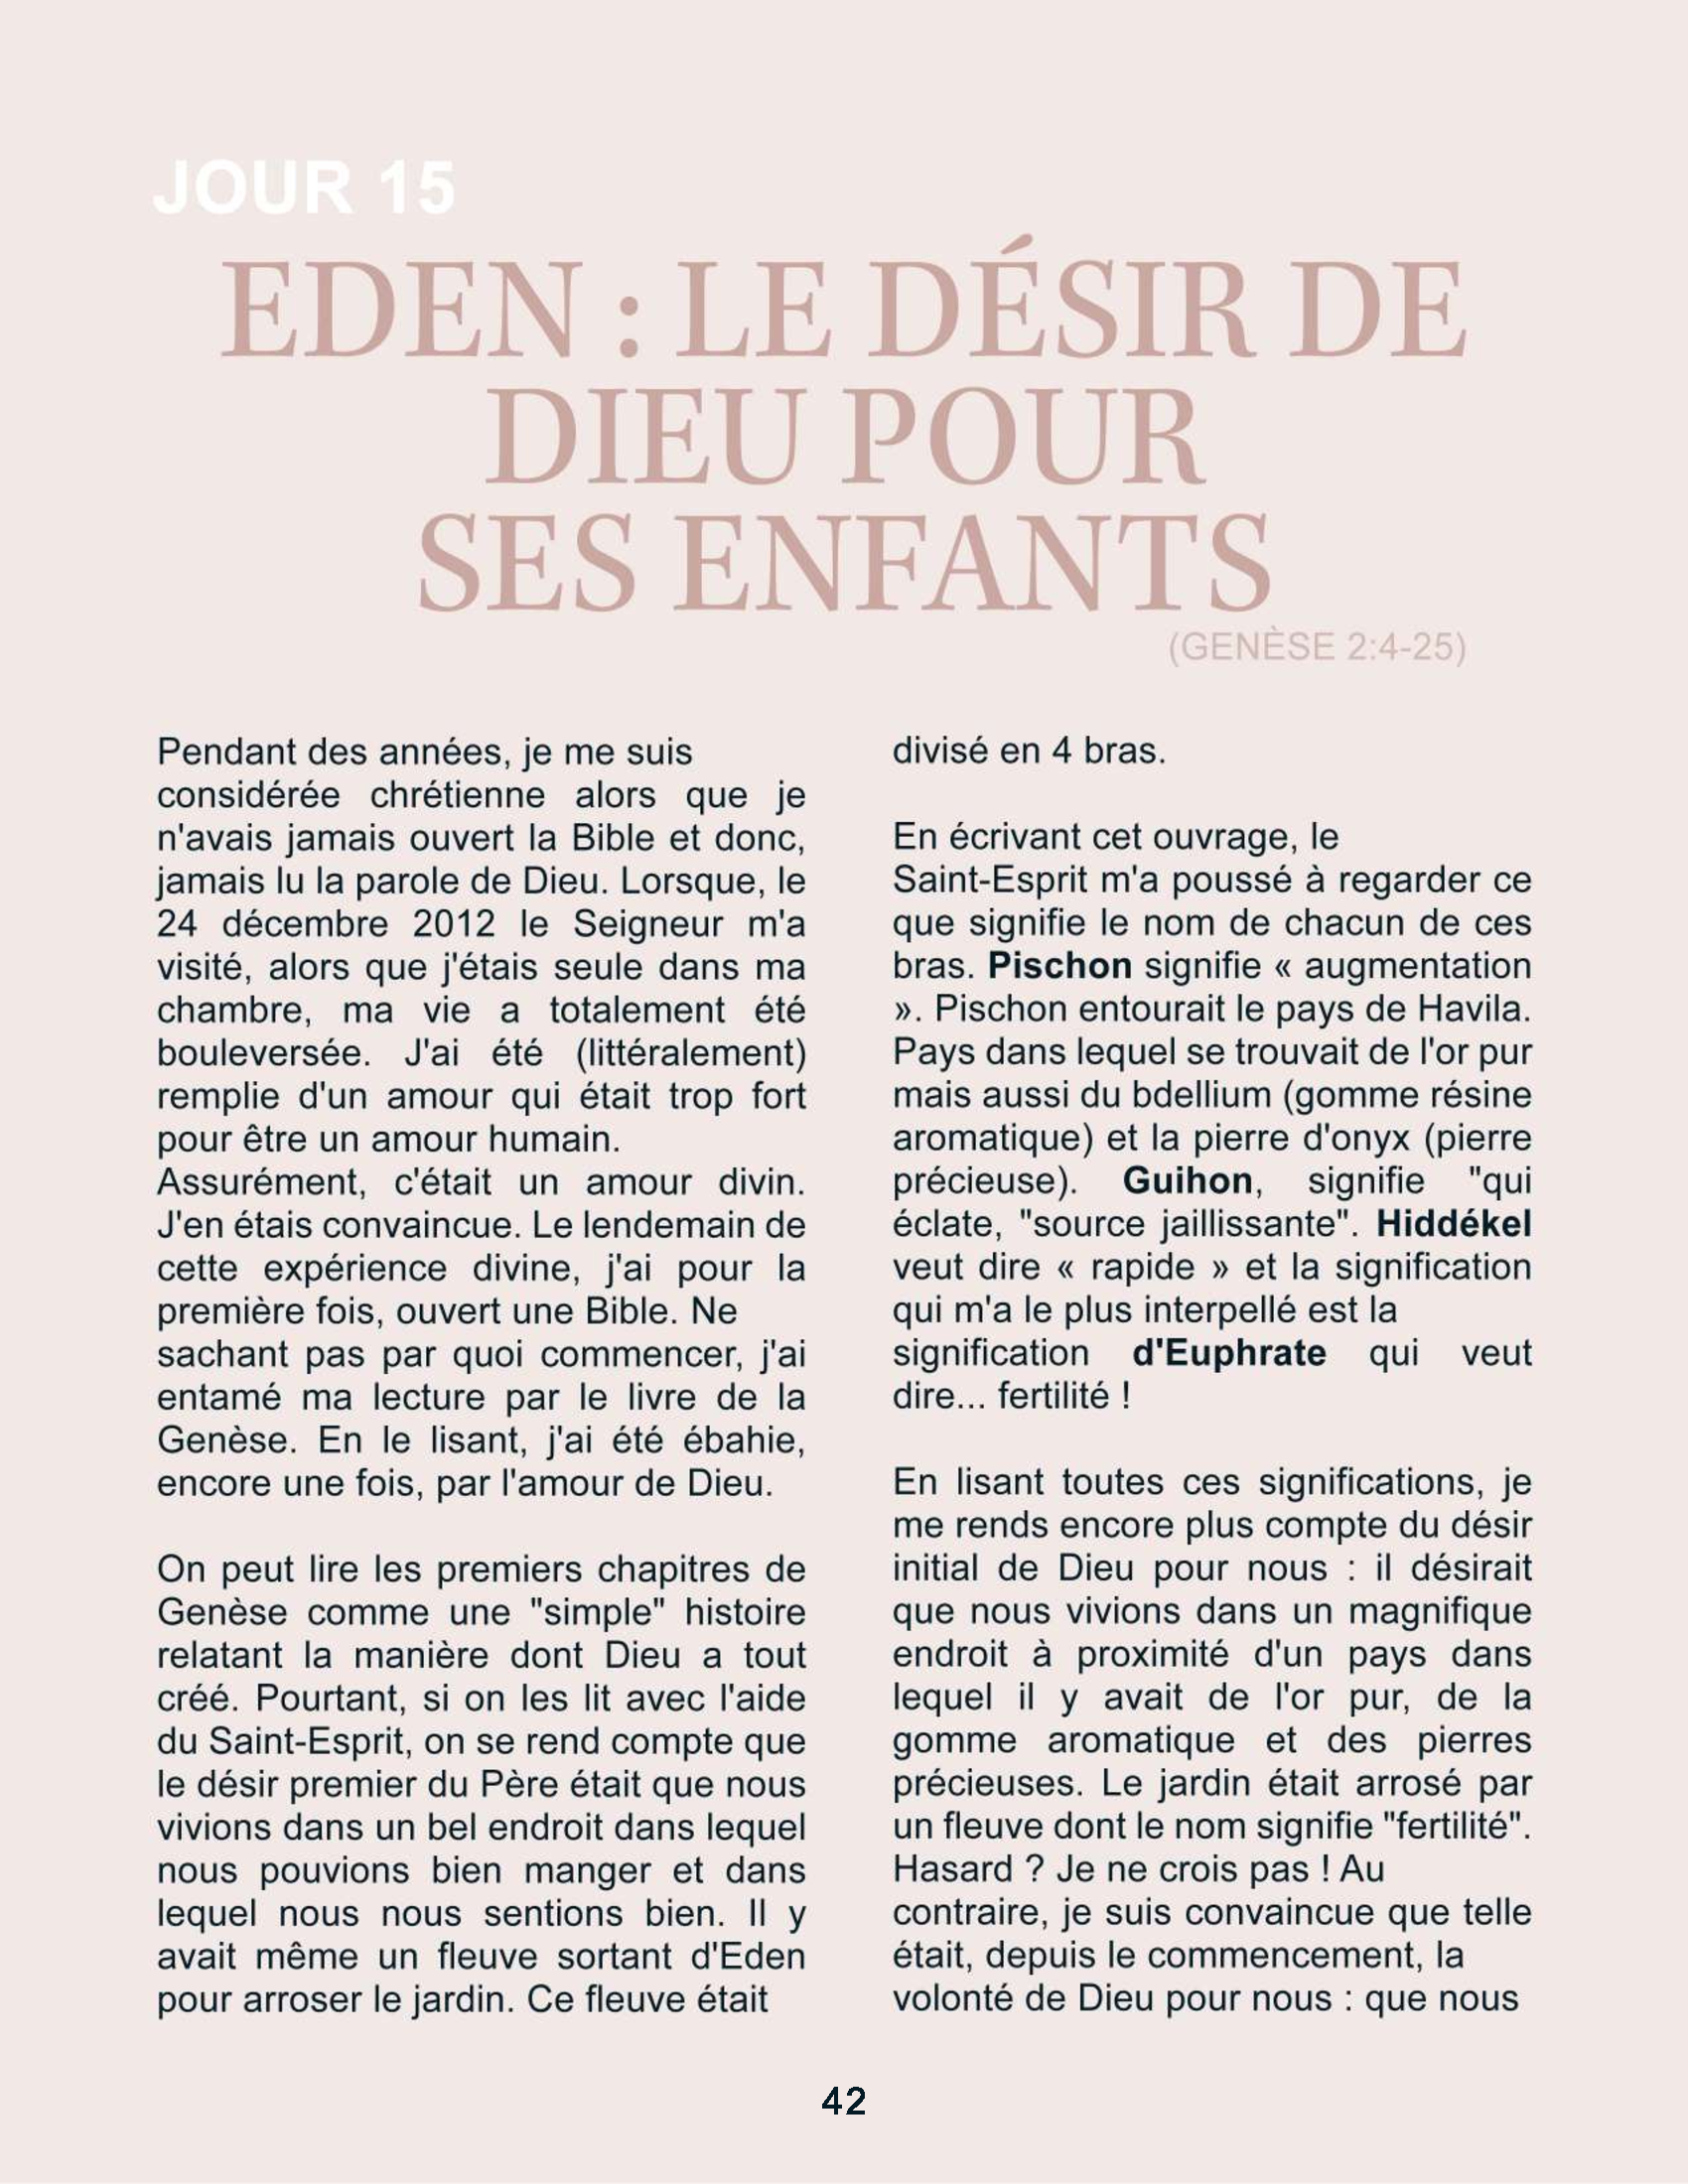 JOUR 15
EDEN : LE DÉSIR DE
DIEU POUR
SES ENFANTS
(GENÈSE 2:4-25)
Pendant des années, je me suis
considérée chrétienne alors que je
n'avais jamais ouvert la Bible et donc,
jamais lu la parole de Dieu. Lorsque, le
24 décembre 2012 le Seigneur m'a
visité, alors que j'étais seule dans ma
chambre, ma vie a totalement été
bouleversée. J'ai été (littéralement)
remplie d'un amour qui était trop fort
pour être un amour humain.
Assurément, c'était un amour divin.
J'en étais convaincue. Le lendemain de
cette expérience divine, j'ai pour la
première fois, ouvert une Bible. Ne
sachant pas par quoi commencer, j'ai
entamé ma lecture par le livre de la
Genèse. En le lisant, j'ai été ébahie,
encore une fois, par l'amour de Dieu.
On peut lire les premiers chapitres de
Genèse comme une "simple" histoire
relatant la manière dont Dieu a tout
créé. Pourtant, si on les lit avec l'aide
du Saint-Esprit, on se rend compte que
le désir premier du Père était que nous
vivions dans un bel endroit dans lequel
nous pouvions bien manger et dans
lequel nous nous sentions bien. Il y
avait même un fleuve sortant d'Eden
pour arroser le jardin. Ce fleuve était
divisé en 4 bras.
En écrivant cet ouvrage, le
Saint-Esprit m'a poussé à regarder ce
que signifie le nom de chacun de ces
bras. Pischon signifie « augmentation
». Pischon entourait le pays de Havila.
Pays dans lequel se trouvait de l'or pur
mais aussi du bdellium (gomme résine
aromatique) et la pierre d'onyx (pierre
précieuse). Guihon, signifie "qui
éclate, "source jaillissante". Hiddékel
veut dire « rapide » et la signification
qui m'a le plus interpellé est la
signification d'Euphrate qui veut
dire... fertilité !
En lisant toutes ces significations, je
me rends encore plus compte du désir
initial de Dieu pour nous : il désirait
que nous vivions dans un magnifique
endroit à proximité d'un pays dans
lequel il y avait de l'or pur, de la
gomme aromatique et des pierres
précieuses. Le jardin était arrosé par
un fleuve dont le nom signifie "fertilité".
Hasard ? Je ne crois pas ! Au
contraire, je suis convaincue que telle
était, depuis le commencement, la
volonté de Dieu pour nous : que nous
42